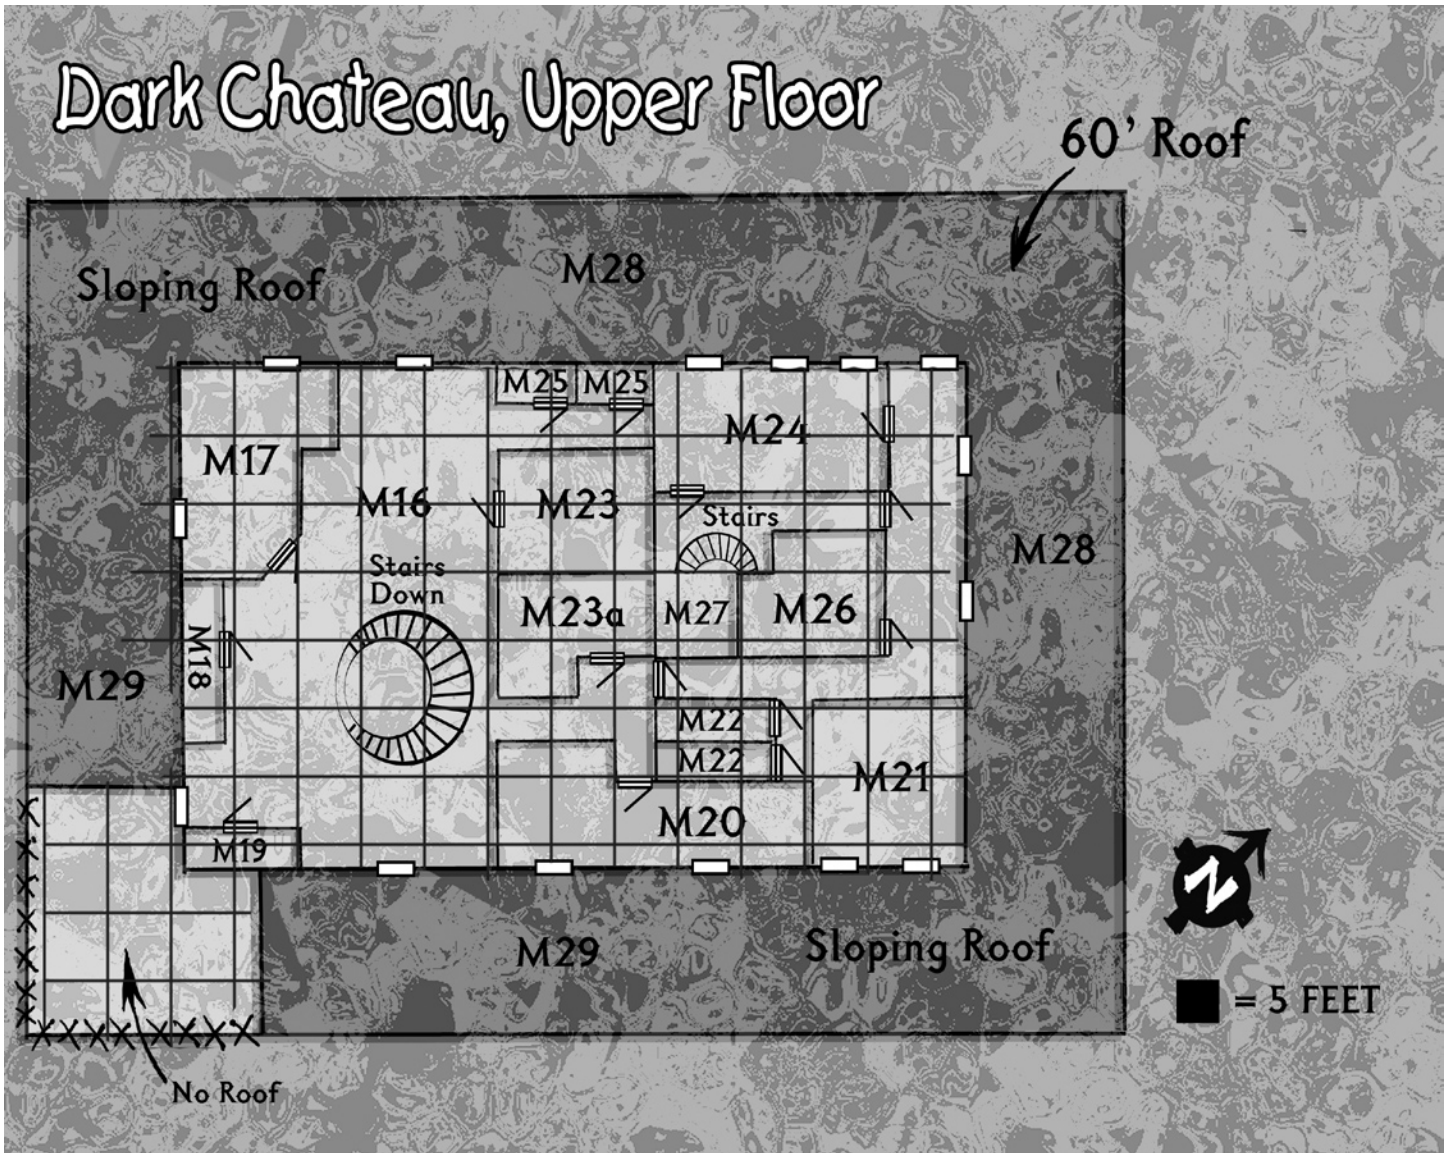 Dark Chateau, Upper Floor
60' Roof
Sloping Roof
M28
M25
M25
M24
M17
M16
M23
Stairs
M28
Stairs
Down
M23a
M27
M26
M18
M29
M22
M22
M21
M20
M19
N
M29
Sloping Roof
= 5 FEET
No Roof